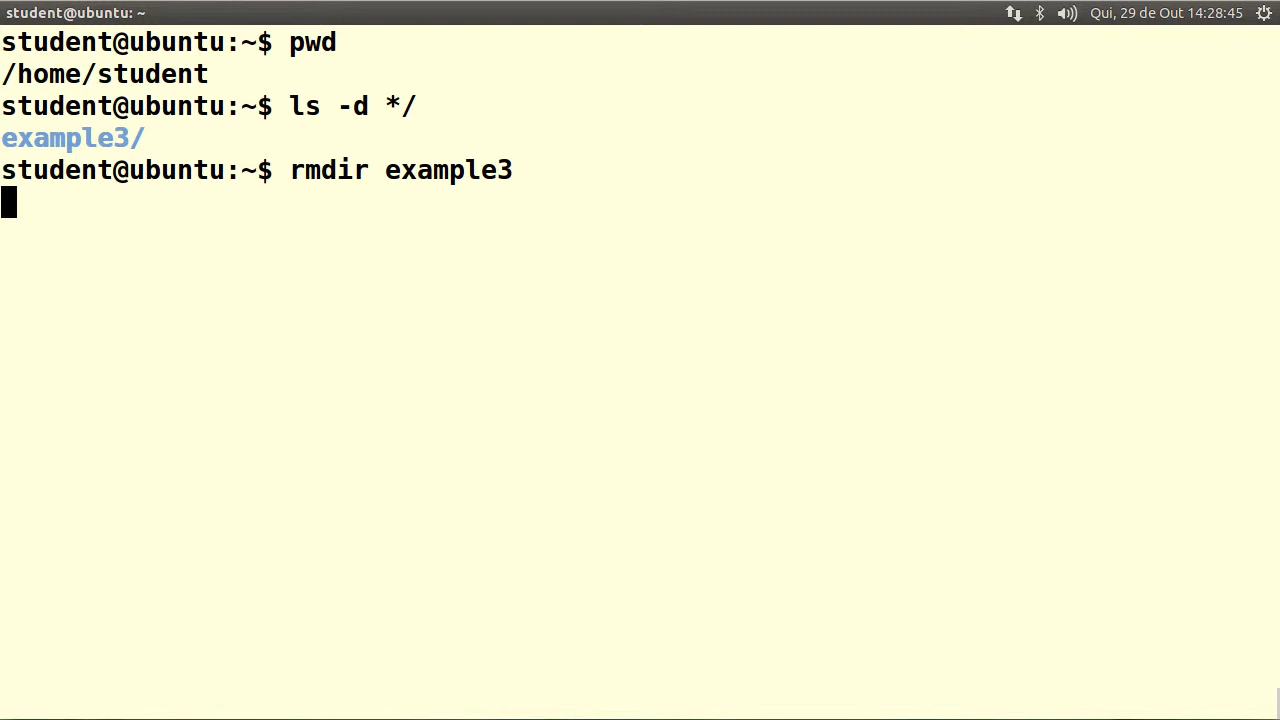 student@ubuntu: ~
Qui, 29 de Out 14:28:45
student@ubuntu:~$ pwd
/home/student
student@ubuntu:~$ ls -d */
example3/
student@ubuntu:~$ rmdir example3